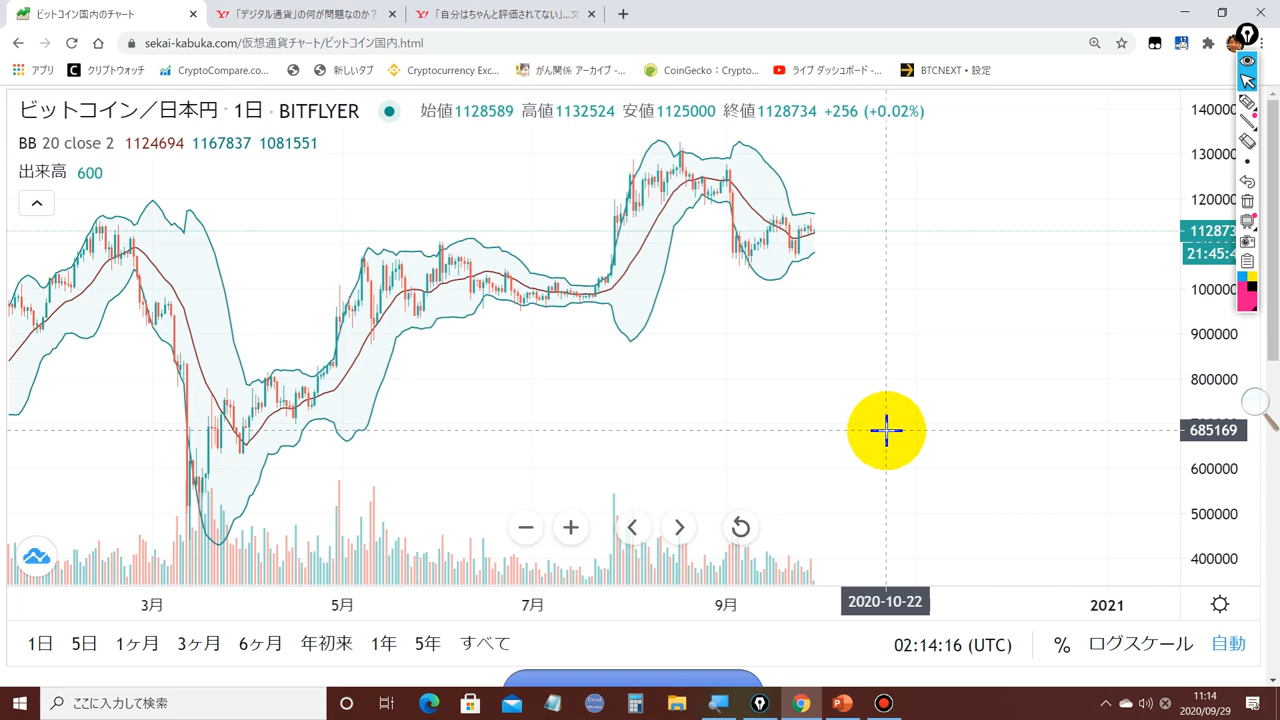 ビットコイン国内のチャート
「デジタル通貨」の何が問題なのか?
「自分はちゃんと評価されてない」...文
sekai-kabuka.com/仮想通貨チャート/ビットコイン国内.html
アプリ
クリプトウォッチ
CryptoCompare.co...
新しいタブ
Cryptocurrency Exc...
がん関係 アーカイブ -...
CoinGecko：Crypto...
ライブ ダッシュボード -...
BTCNEXT・設定
ビットコイン／日本円 · 1日 · BITFLYER
始値1128589 高値1132524 安値1125000 終値1128734 +256 (+0.02%)
BB 20 close 2 1124694 1167837 1081551
出来高 600
140000
130000
120000
112873
21:45:4
100000
900000
800000
685169
600000
500000
400000
3月
5月
7月
9月
2020-10-22
2021
1日
5日
1ヶ月
3ヶ月
6ヶ月
年初来
1年
5年
すべて
02:14:16 (UTC)
%
ログスケール
自動
ここに入力して検索
11:14
2020/09/29